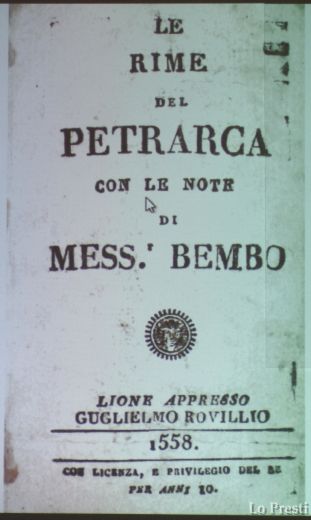 LE
RIME
DEL
PETRARCA
CON LE NOTE
DI
MESS.r BEMBO
LIONE APPRESSO
GUGLIELMO ROVILLIO
1558.
CON LICENZA, E PRIVILEGIO DEL RE
PER ANNI 10.
Lo Presti